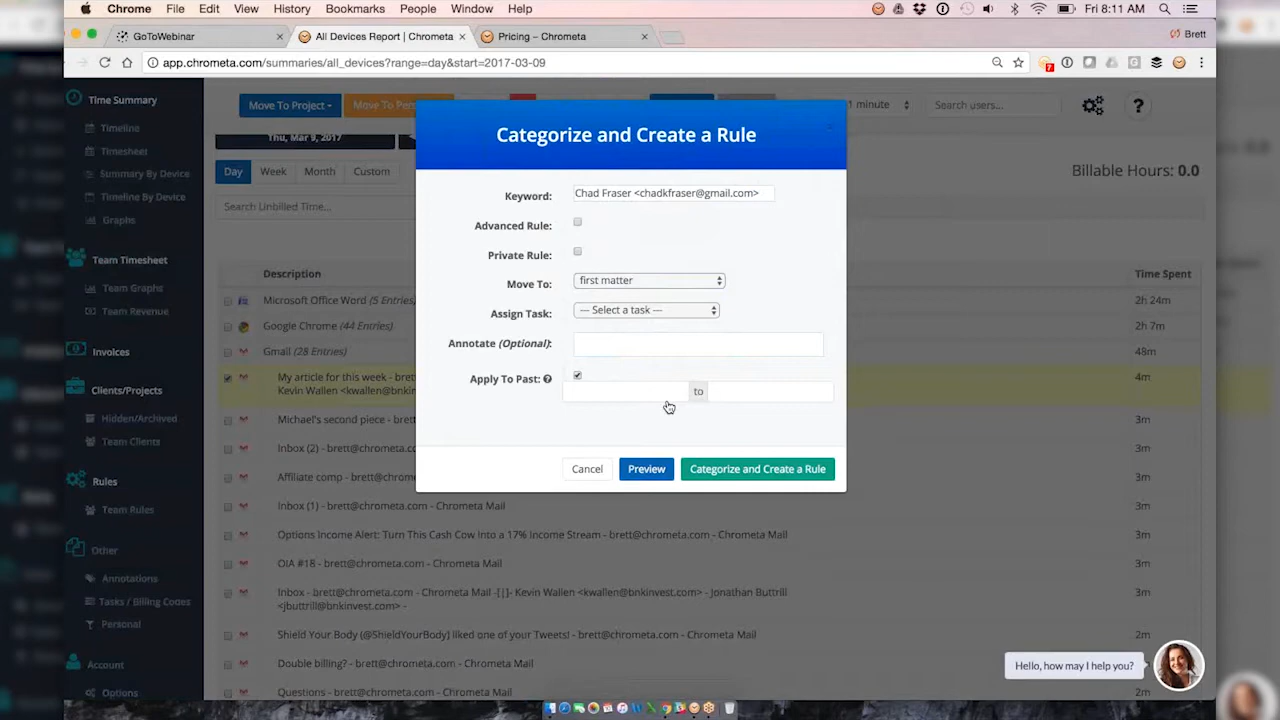 Chrome File Edit View History Bookmarks People Window Help
Fri 8:11 AM
GoToWebinar
All Devices Report | Chrometa
Pricing – Chrometa
Brett
app.chrometa.com/summaries/all_devices?range=day&start=2017-03-09
7
Time Summary
Timeline
Timesheet
Summary By Device
Timeline By Device
Graphs
Team Timesheet
Team Graphs
Team Revenue
Invoices
Clients/Projects
Hidden/Archived
Team Clients
Rules
Team Rules
Other
Annotations
Tasks / Billing Codes
Personal
Account
Options
Move To Project
1 minute
Search users...
?
Thu, Mar 9, 2017
Day Week Month Custom
Billable Hours: 0.0
Search Unbilled Time...
Description
Time Spent
Microsoft Office Word (5 Entries)
2h 24m
Google Chrome (44 Entries)
2h 7m
Gmail (28 Entries)
48m
My article for this week -
4m
Kevin Wallen
Michael's second piece -
3m
Inbox (2) -
3m
Affiliate comp -
3m
Inbox (1) - brett@chrometa.com - Chrometa Mail
3m
Options Income Alert: Turn This Cash Cow Into a 17% Income Stream - brett@chrometa.com - Chrometa Mail
3m
OIA #18 - brett@chrometa.com - Chrometa Mail
3m
Inbox - brett@chrometa.com - Chrometa Mail -[|]- Kevin Wallen <kwallen@bnkinvest.com> - Jonathan Buttrill
<jbuttrill@bnkinvest.com> -
3m
Shield Your Body (@ShieldYourBody) liked one of your Tweets! - brett@chrometa.com - Chrometa Mail
2m
Double billing? - brett@chrometa.com - Chrometa Mail
Questions - brett@chrometa.com - Chrometa Mail
2m
Categorize and Create a Rule
Keyword: Chad Fraser <chadkfraser@gmail.com>
Advanced Rule:
Private Rule:
Move To: first matter
Assign Task: --- Select a task ---
Annotate (Optional):
Apply To Past: ?
to
Cancel Preview Categorize and Create a Rule
Hello, how may I help you?